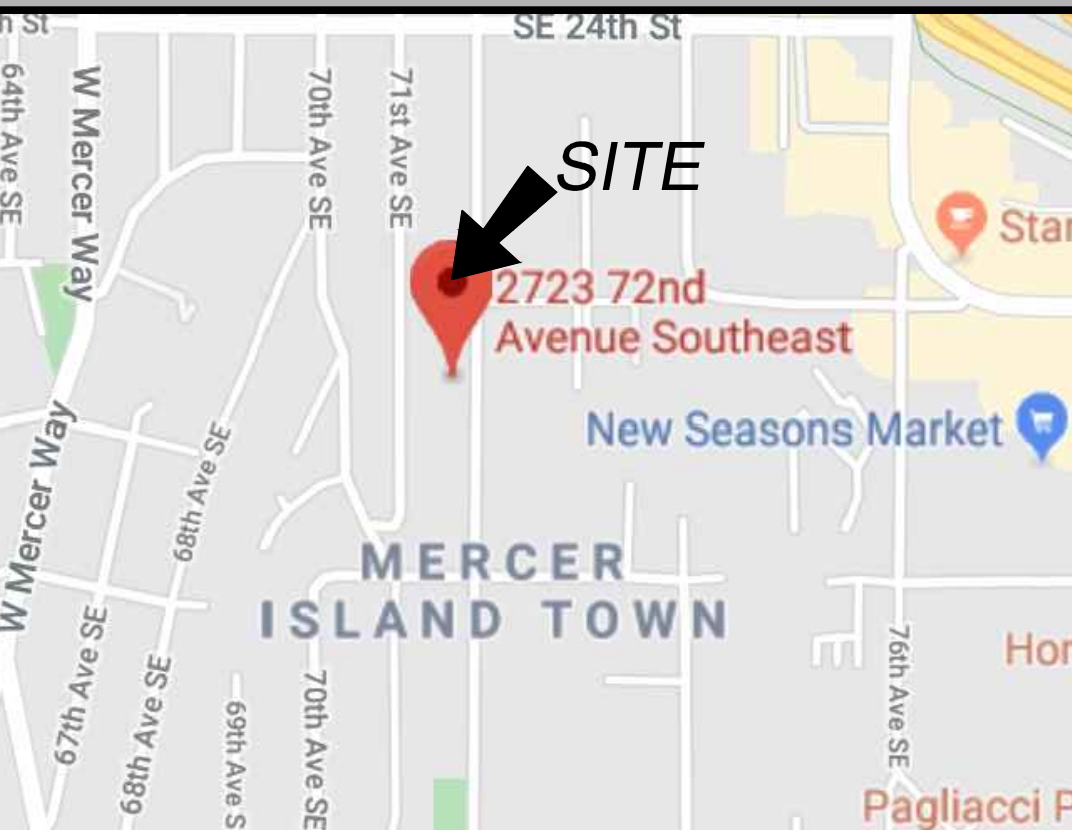 SE 24th St
64th Ave SE
W Mercer Way
70th Ave SE
71st Ave SE
SITE
2723 72nd
Avenue Southeast
New Seasons Market
W Mercer Way
68th Ave SE
MERCER
ISLAND TOWN
67th Ave SE
68th Ave SE
69th Ave S
70th Ave SE
76th Ave SE
Pagliacci P